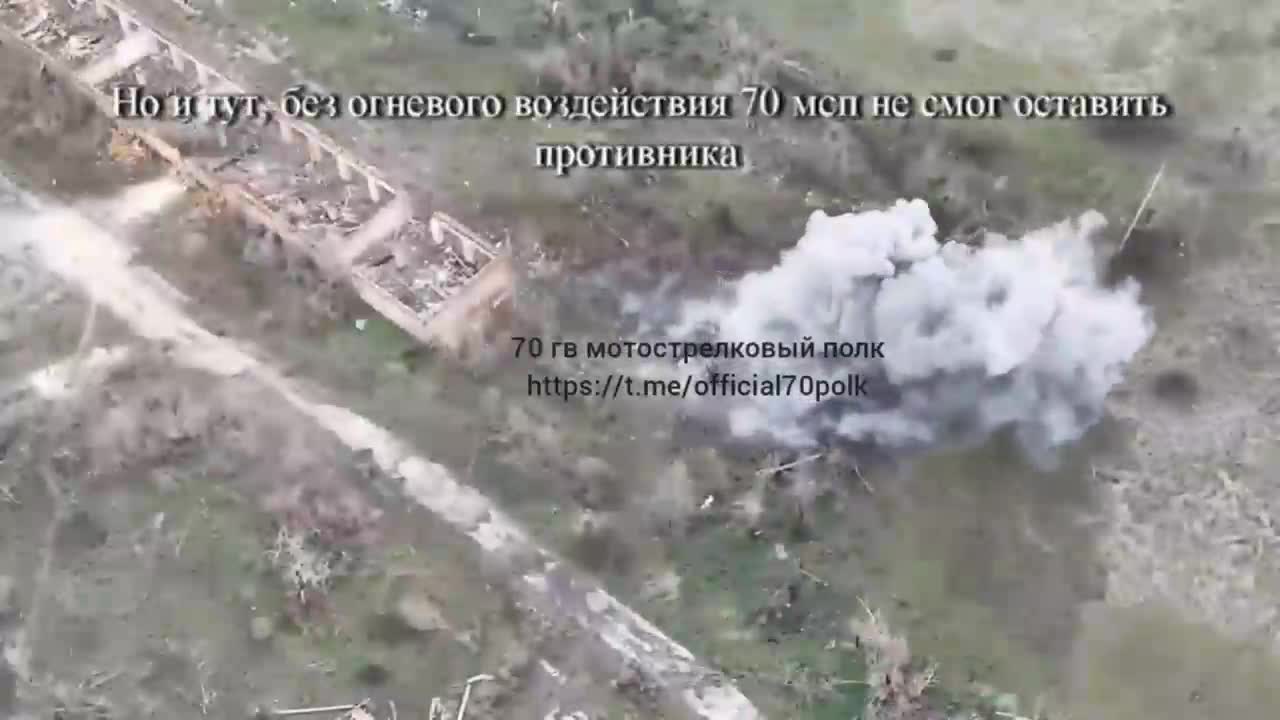 Но и тут, без огневого воздействия 70 мсп не смог оставить
противника
70 гв мотострелковый полк
https://t.me/official70polk